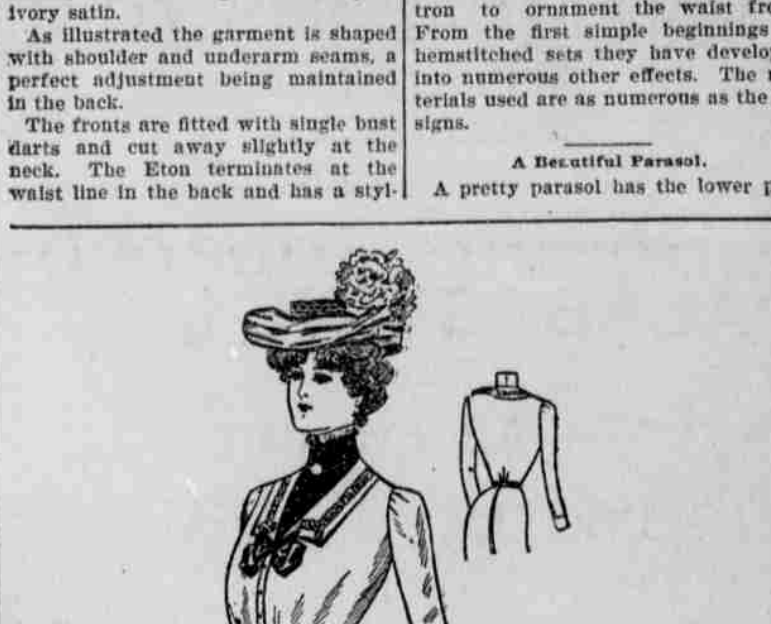 ivory satin.
As illustrated the garment is shaped
with shoulder and underarm seams, a
perfect adjustment being maintained
in the back.
The fronts are fitted with single bust
darts and cut away slightly at the
neck. The Eton terminates at the
waist line in the back and has a styl-
tron to ornament the waist
From the first simple beginnings
hemstitched sets they have
into numerous other effects. The
terials used are as numerous as the
signs.
A Beautiful Parasol.
A pretty parasol has the lower